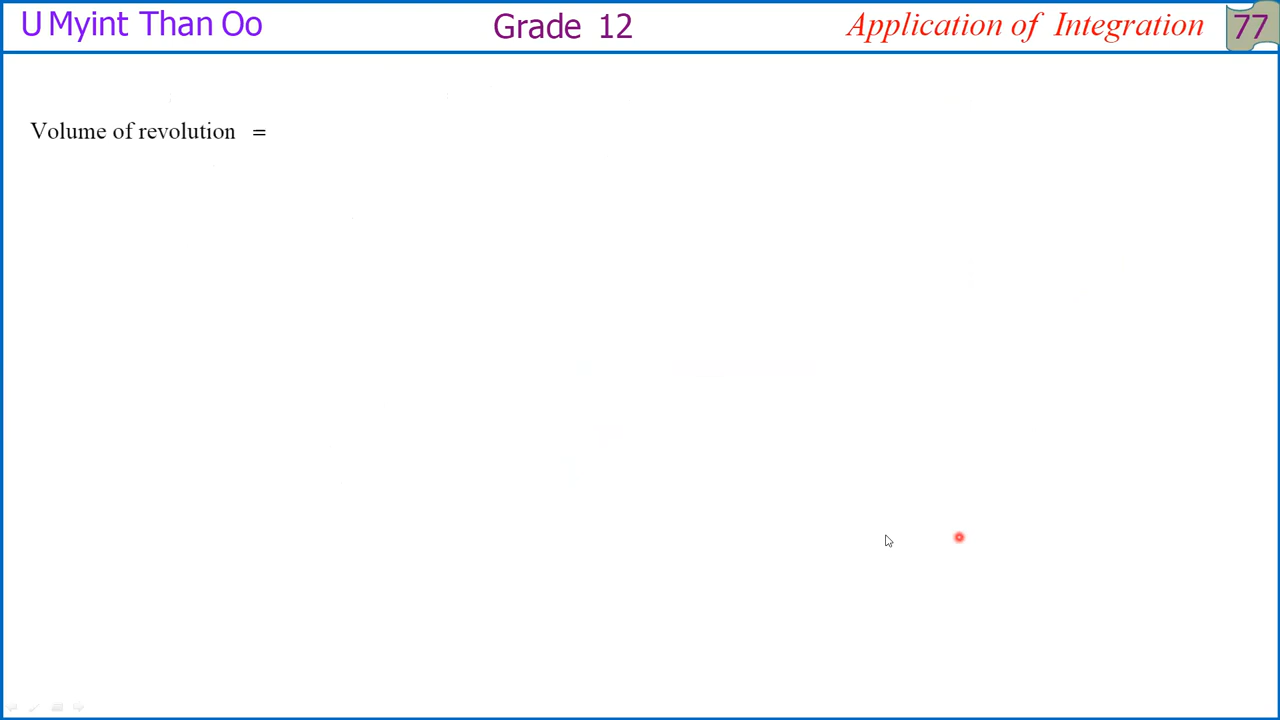 U Myint Than Oo Grade 12 Application of Integration 77
Volume of revolution =